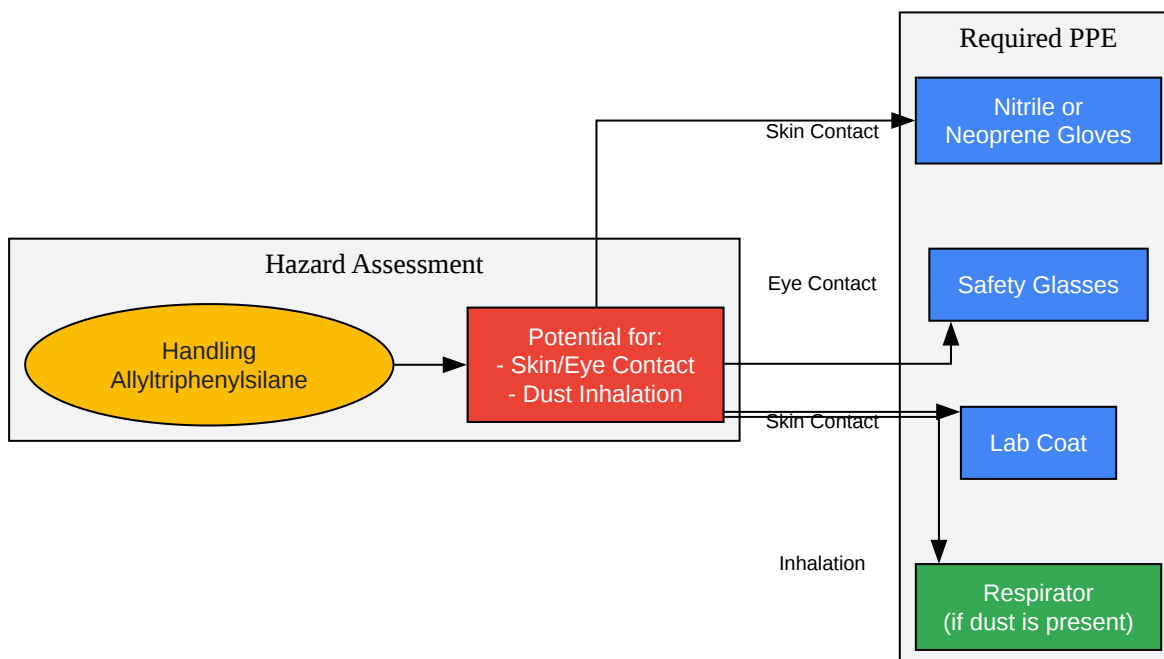 Required PPE
Nitrile or
Neoprene Gloves
Skin Contact
Hazard Assessment
Eye Contact
Safety Glasses
Handling
Allyltriphenylsilane
Potential for:
- Skin/Eye Contact
- Dust Inhalation
Skin Contact
Lab Coat
Inhalation
Respirator
(if dust is present)